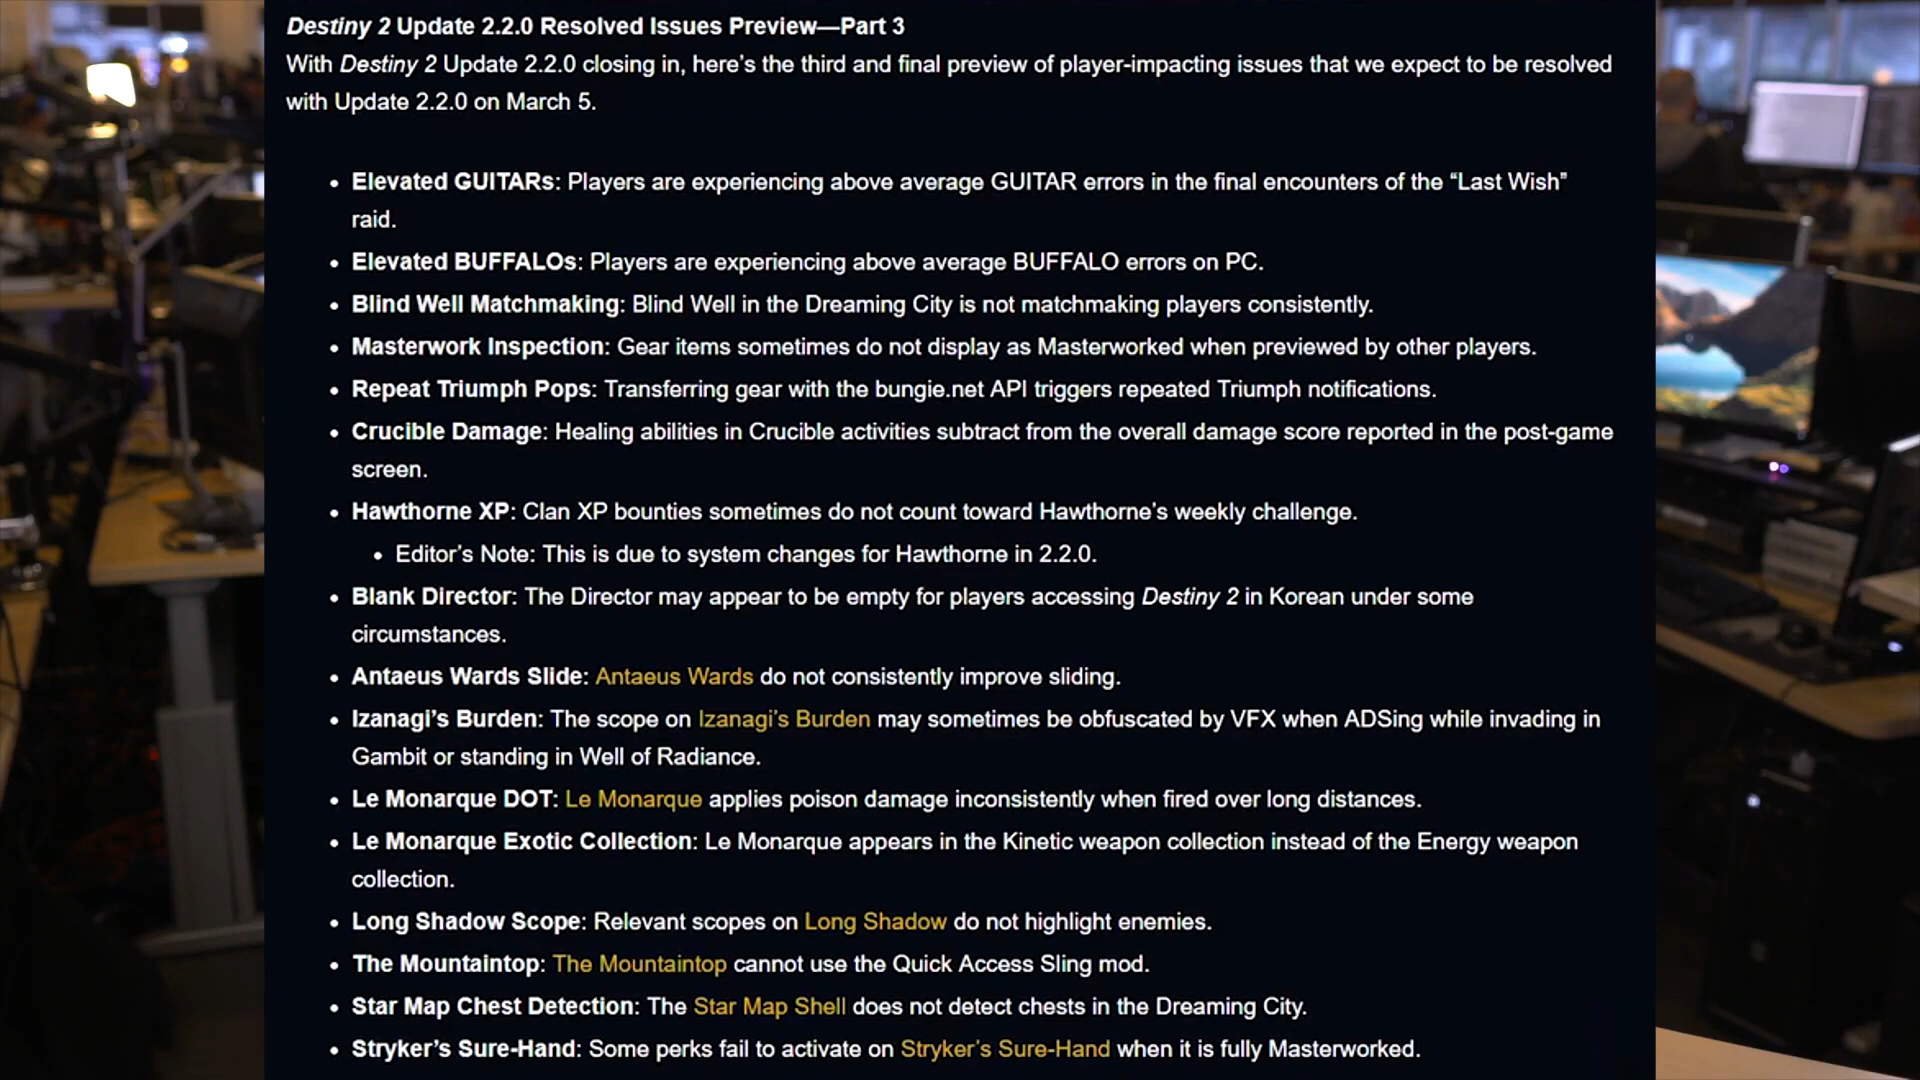 Destiny 2 Update 2.2.0 Resolved Issues Preview—Part 3
With Destiny 2 Update 2.2.0 closing in, here’s the third and final preview of player-impacting issues that we expect to be resolved
with Update 2.2.0 on March 5.
• Elevated GUITARs: Players are experiencing above average GUITAR errors in the final encounters of the “Last Wish”
raid.
• Elevated BUFFALOs: Players are experiencing above average BUFFALO errors on PC.
• Blind Well Matchmaking: Blind Well in the Dreaming City is not matchmaking players consistently.
• Masterwork Inspection: Gear items sometimes do not display as Masterworked when previewed by other players.
• Repeat Triumph Pops: Transferring gear with the bungie.net API triggers repeated Triumph notifications.
• Crucible Damage: Healing abilities in Crucible activities subtract from the overall damage score reported in the post-game
screen.
• Hawthorne XP: Clan XP bounties sometimes do not count toward Hawthorne’s weekly challenge.
• Editor’s Note: This is due to system changes for Hawthorne in 2.2.0.
• Blank Director: The Director may appear to be empty for players accessing Destiny 2 in Korean under some
circumstances.
• Antaeus Wards Slide: Antaeus Wards do not consistently improve sliding.
• Izanagi’s Burden: The scope on Izanagi’s Burden may sometimes be obfuscated by VFX when ADSing while invading in
Gambit or standing in Well of Radiance.
• Le Monarque DOT: Le Monarque applies poison damage inconsistently when fired over long distances.
• Le Monarque Exotic Collection: Le Monarque appears in the Kinetic weapon collection instead of the Energy weapon
collection.
• Long Shadow Scope: Relevant scopes on Long Shadow do not highlight enemies.
• The Mountaintop: The Mountaintop cannot use the Quick Access Sling mod.
• Star Map Chest Detection: The Star Map Shell does not detect chests in the Dreaming City.
• Stryker’s Sure-Hand: Some perks fail to activate on Stryker’s Sure-Hand when it is fully Masterworked.